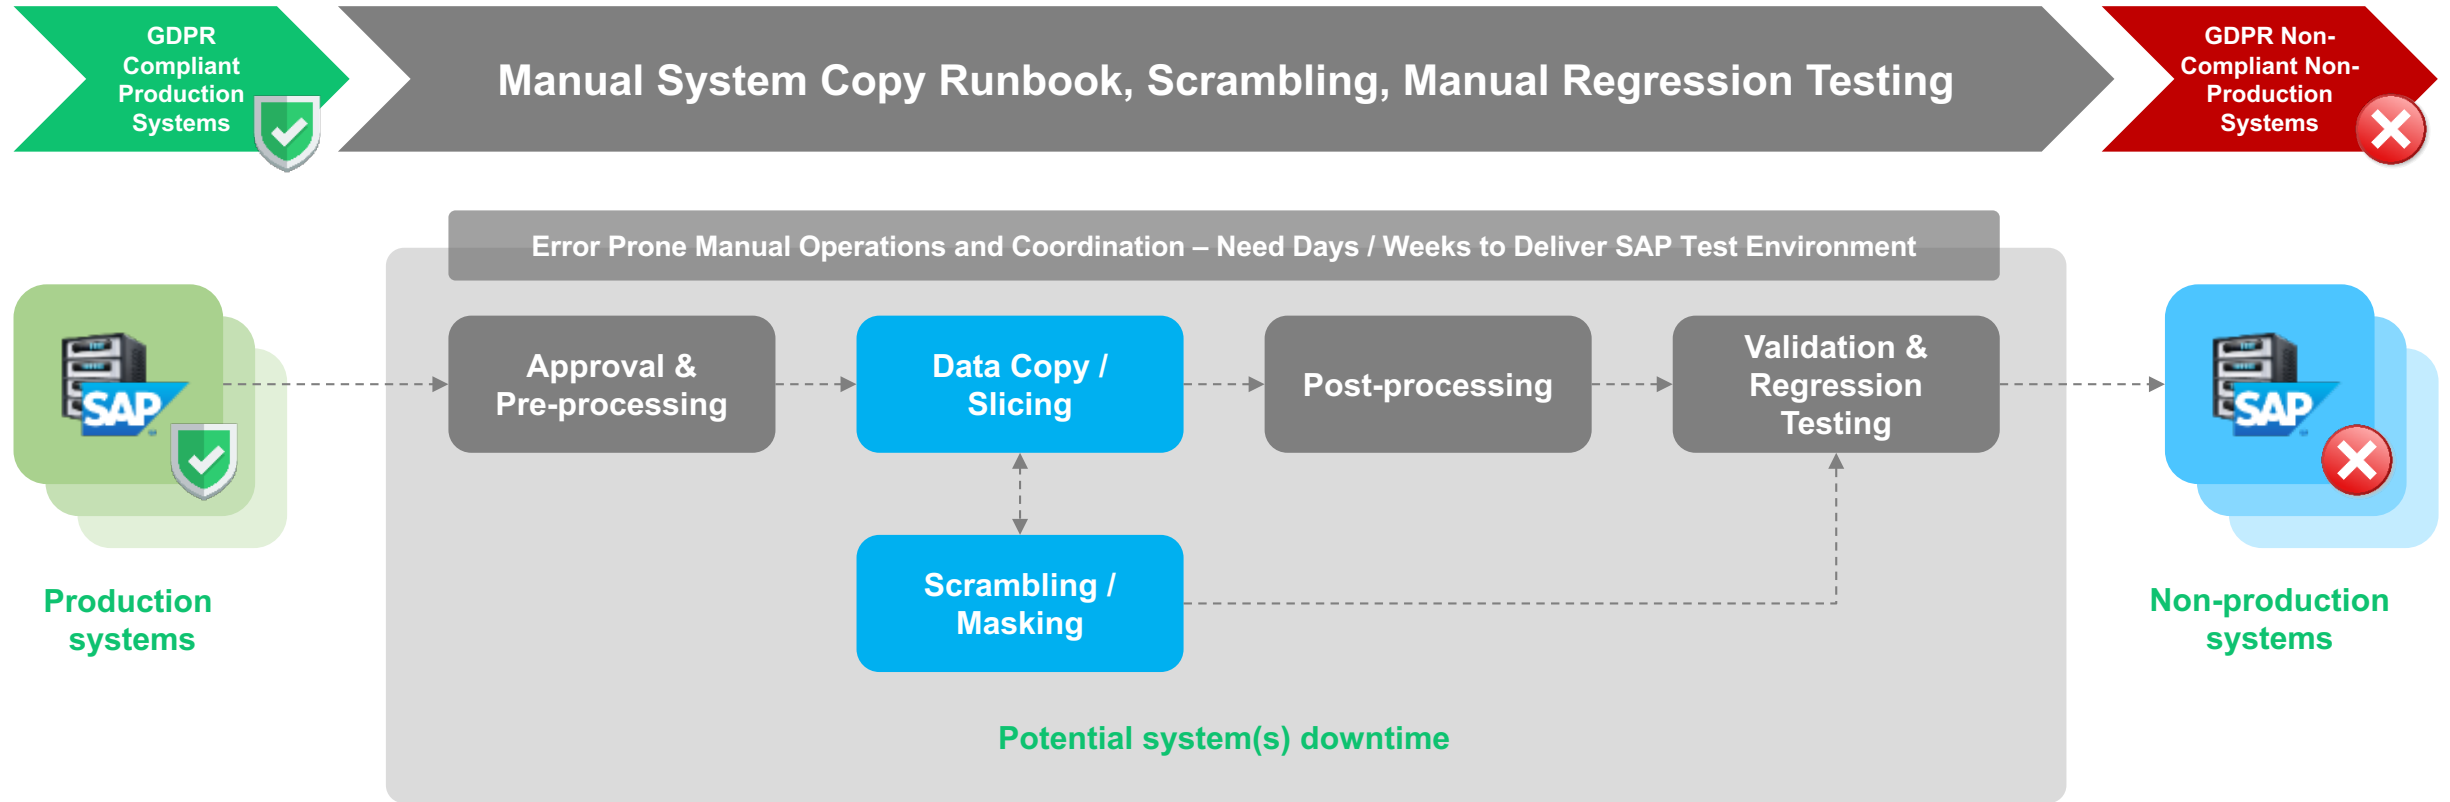 GDPR
Compliant
Production
Systems
Manual System Copy Runbook, Scrambling, Manual Regression Testing
GDPR Non-
Compliant Non-
Production
Systems
Error Prone Manual Operations and Coordination – Need Days / Weeks to Deliver SAP Test Environment
SAP
Approval &
Pre-processing
Data Copy /
Slicing
Post-processing
Validation &
Regression
Testing
SAP
Scrambling /
Masking
Production
systems
Non-production
systems
Potential system(s) downtime